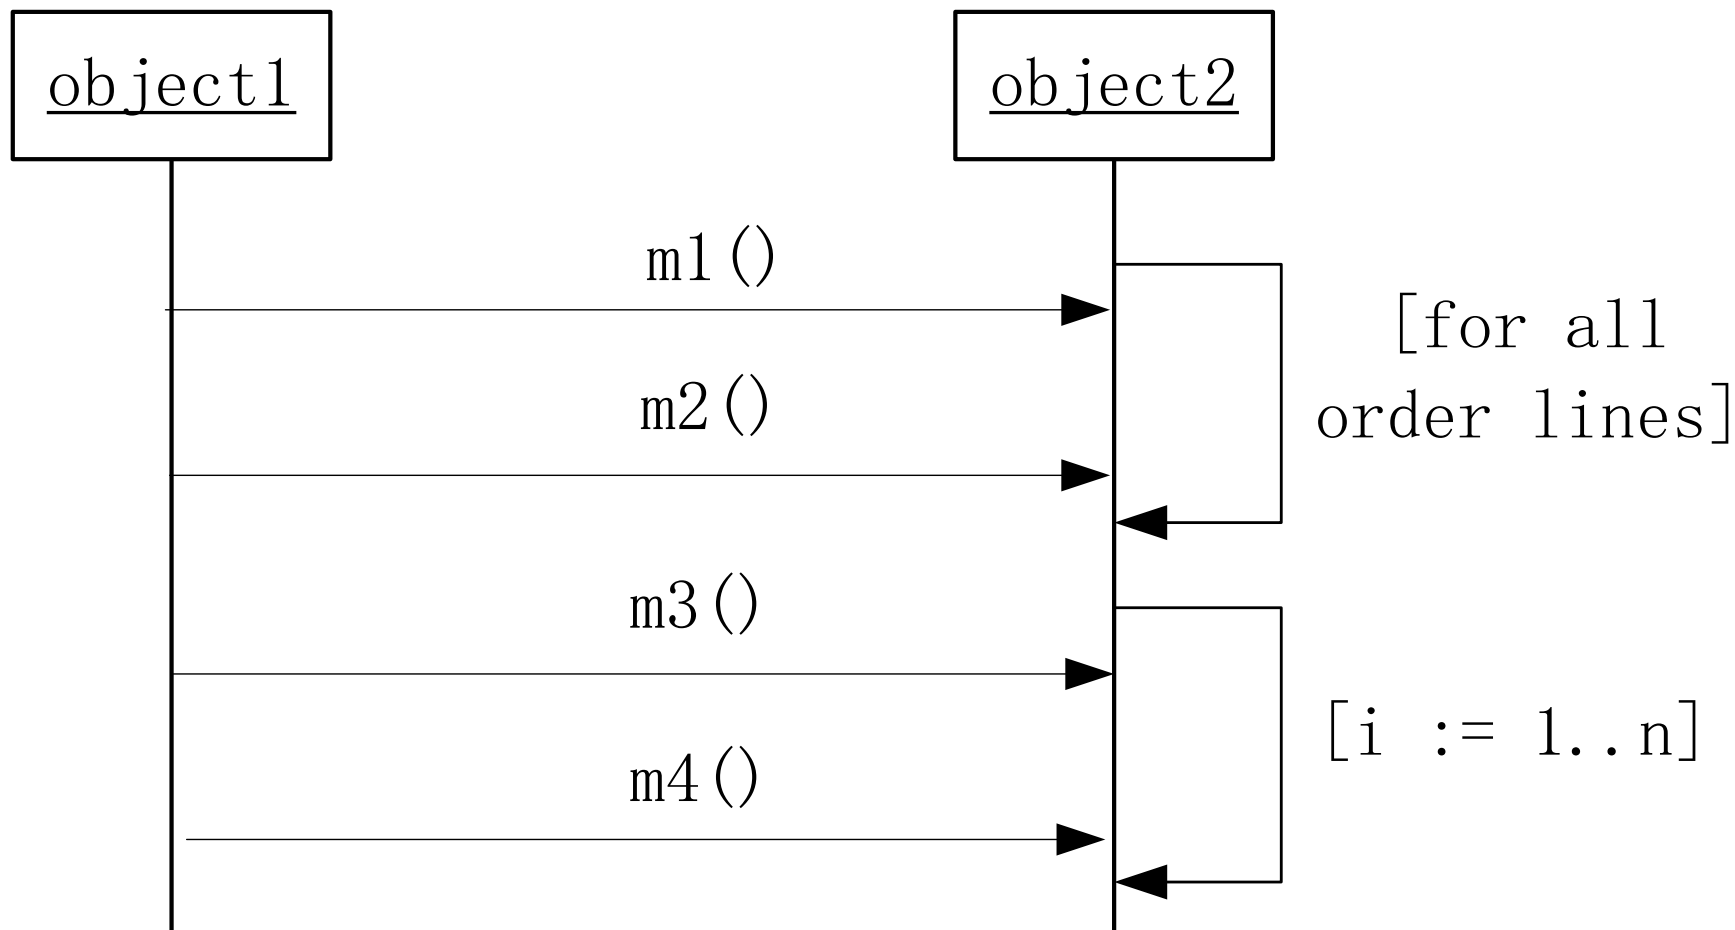 object1
object2
m1()
[for all
order lines]
m2()
m3()
[i := 1..n]
m4()